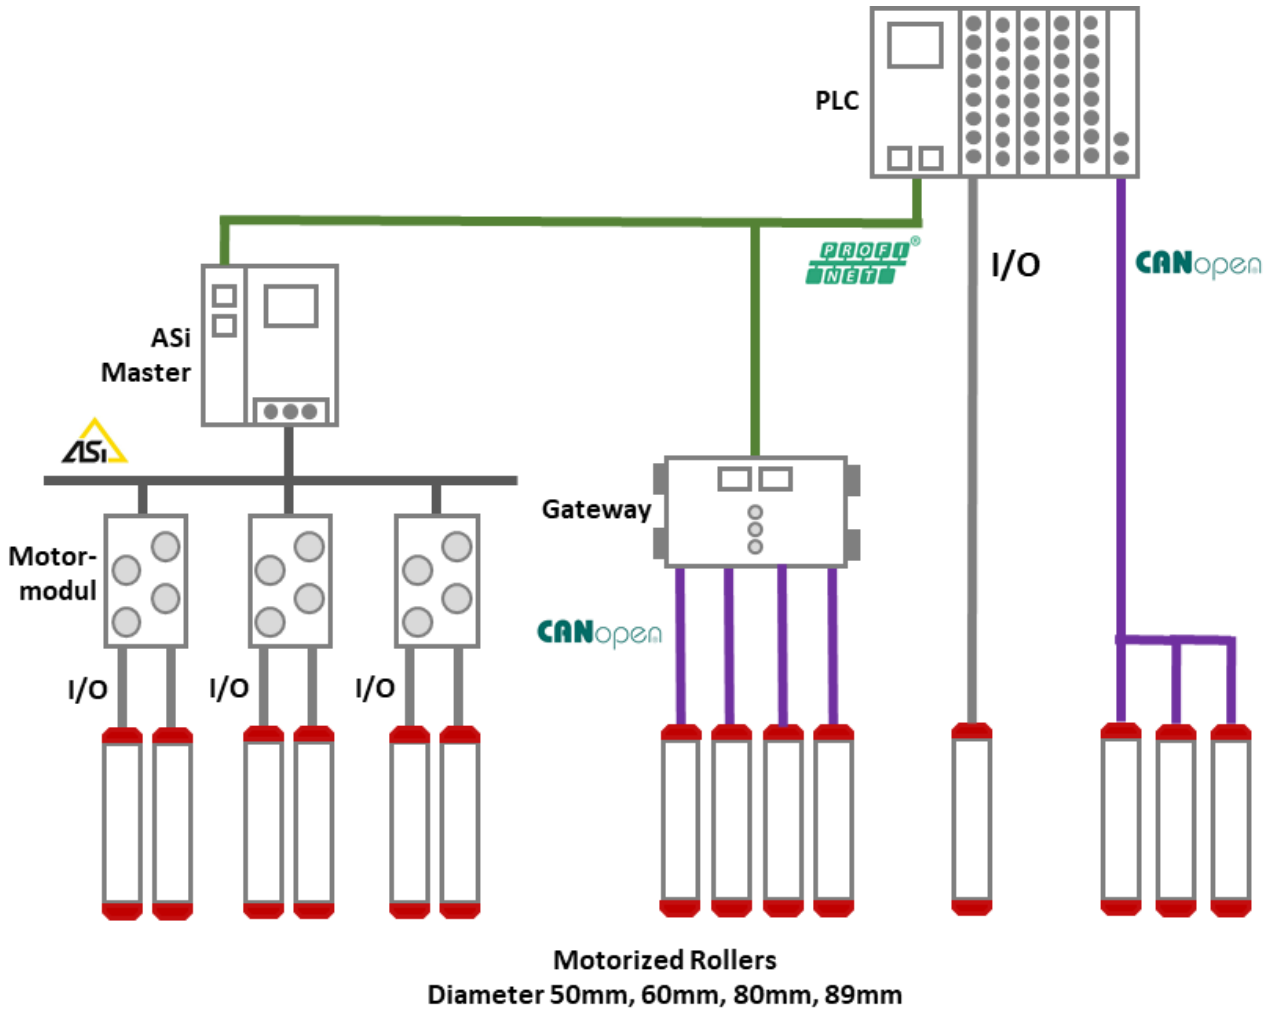 PLC
PROFI
NET®
I/O
CANopen
ASi
Master
ASi
Gateway
Motor-
modul
CANopen
I/O
I/O
I/O
Motorized Rollers
Diameter 50mm, 60mm, 80mm, 89mm